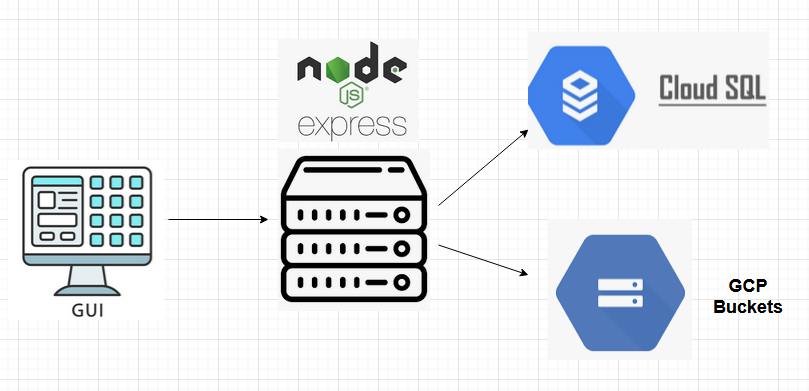 node
JS
express
Cloud SQL
GUI
GCP
Buckets